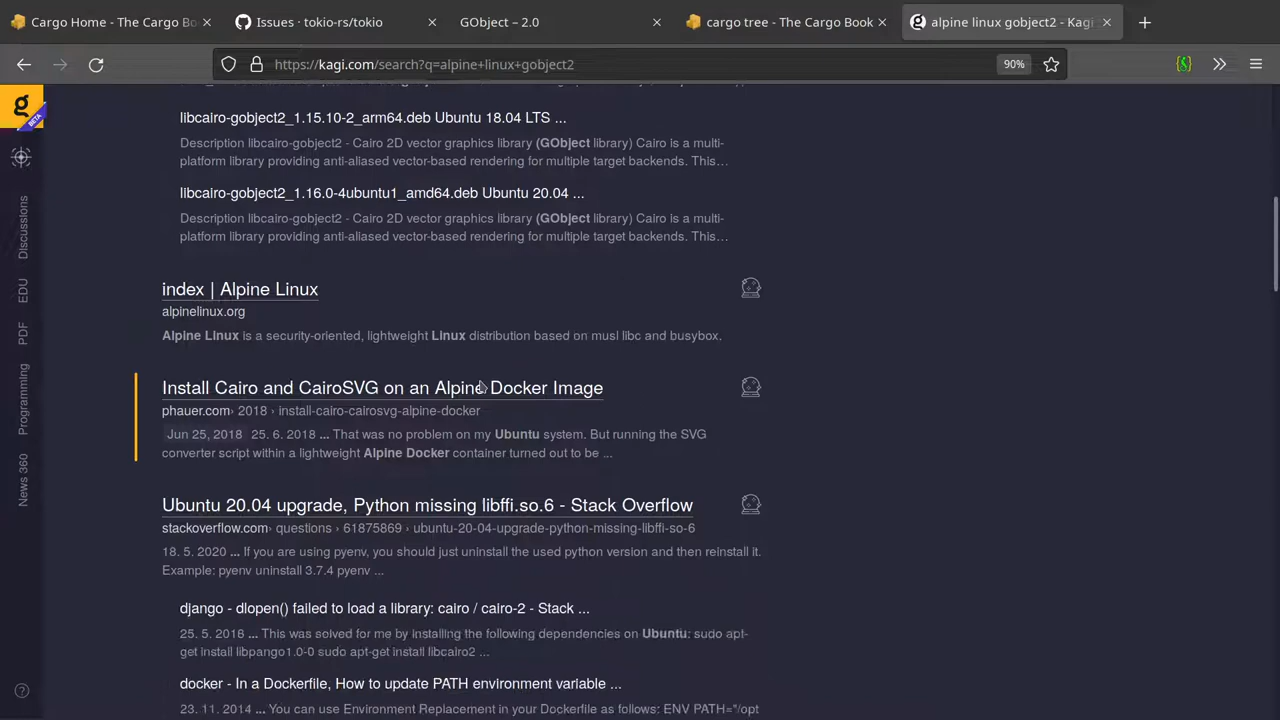 Cargo Home - The Cargo Bo
Issues · tokio-rs/tokio
GObject – 2.0
cargo tree - The Cargo Book
alpine linux gobject2 - Kagi
https://kagi.com/search?q=alpine+linux+gobject2
90%
g
BETA
Discussions
EDU
PDF
Programming
News 360
libcairo-gobject2_1.15.10-2_arm64.deb Ubuntu 18.04 LTS ...
Description libcairo-gobject2 - Cairo 2D vector graphics library (GObject library) Cairo is a multi-
platform library providing anti-aliased vector-based rendering for multiple target backends. This…
libcairo-gobject2_1.16.0-4ubuntu1_amd64.deb Ubuntu 20.04 ...
Description libcairo-gobject2 - Cairo 2D vector graphics library (GObject library) Cairo is a multi-
platform library providing anti-aliased vector-based rendering for multiple target backends. This…
index | Alpine Linux
alpinelinux.org
Alpine Linux is a security-oriented, lightweight Linux distribution based on musl libc and busybox.
Install Cairo and CairoSVG on an Alpine Docker Image
phauer.com› 2018 › install-cairo-cairosvg-alpine-docker
Jun 25, 2018 25. 6. 2018 ... That was no problem on my Ubuntu system. But running the SVG
converter script within a lightweight Alpine Docker container turned out to be ...
Ubuntu 20.04 upgrade, Python missing libffi.so.6 - Stack Overflow
stackoverflow.com› questions › 61875869 › ubuntu-20-04-upgrade-python-missing-libffi-so-6
18. 5. 2020 ... If you are using pyenv, you should just uninstall the used python version and then reinstall it.
Example: pyenv uninstall 3.7.4 pyenv ...
django - dlopen() failed to load a library: cairo / cairo-2 - Stack ...
25. 5. 2016 ... This was solved for me by installing the following dependencies on Ubuntu: sudo apt-
get install libpango1.0-0 sudo apt-get install libcairo2 ...
docker - In a Dockerfile, How to update PATH environment variable ...
23. 11. 2014 ... You can use Environment Replacement in your Dockerfile as follows: ENV PATH="/opt
?